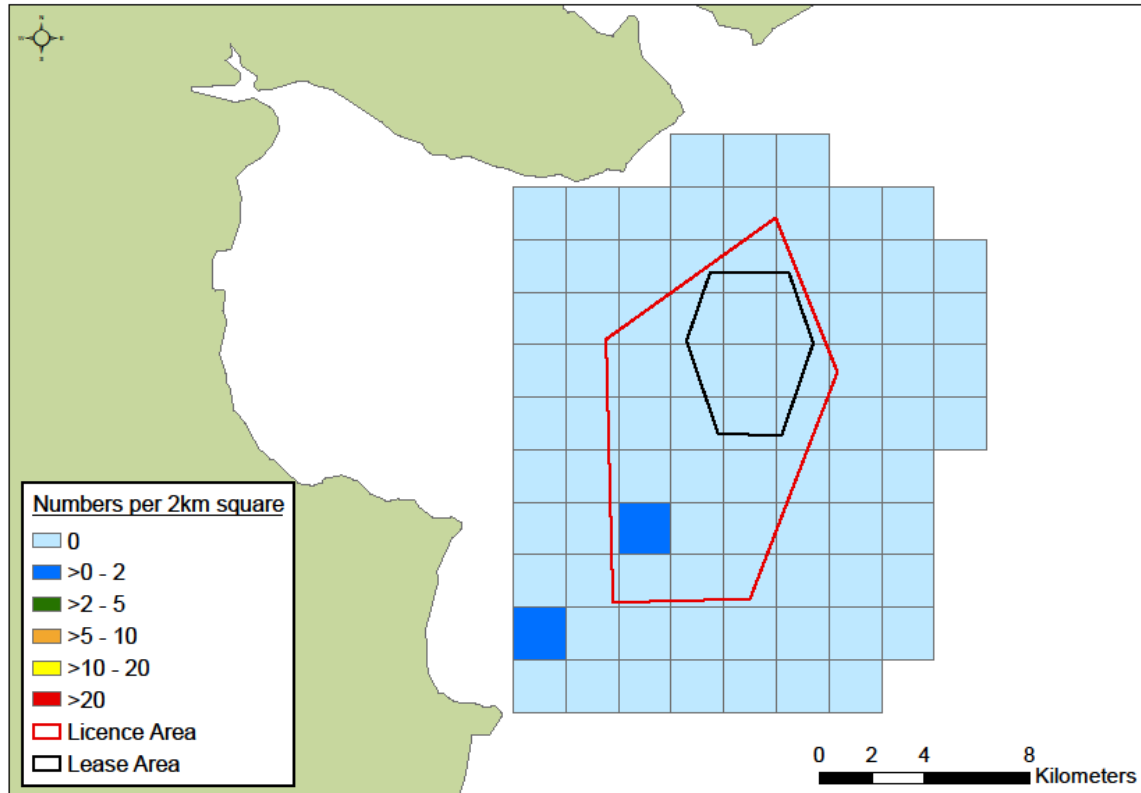 N
S
Numbers per 2km square
0
>0 - 2
>2 - 5
>5 - 10
>10 - 20
>20
Licence Area
Lease Area
0 2 4 8
Kilometers